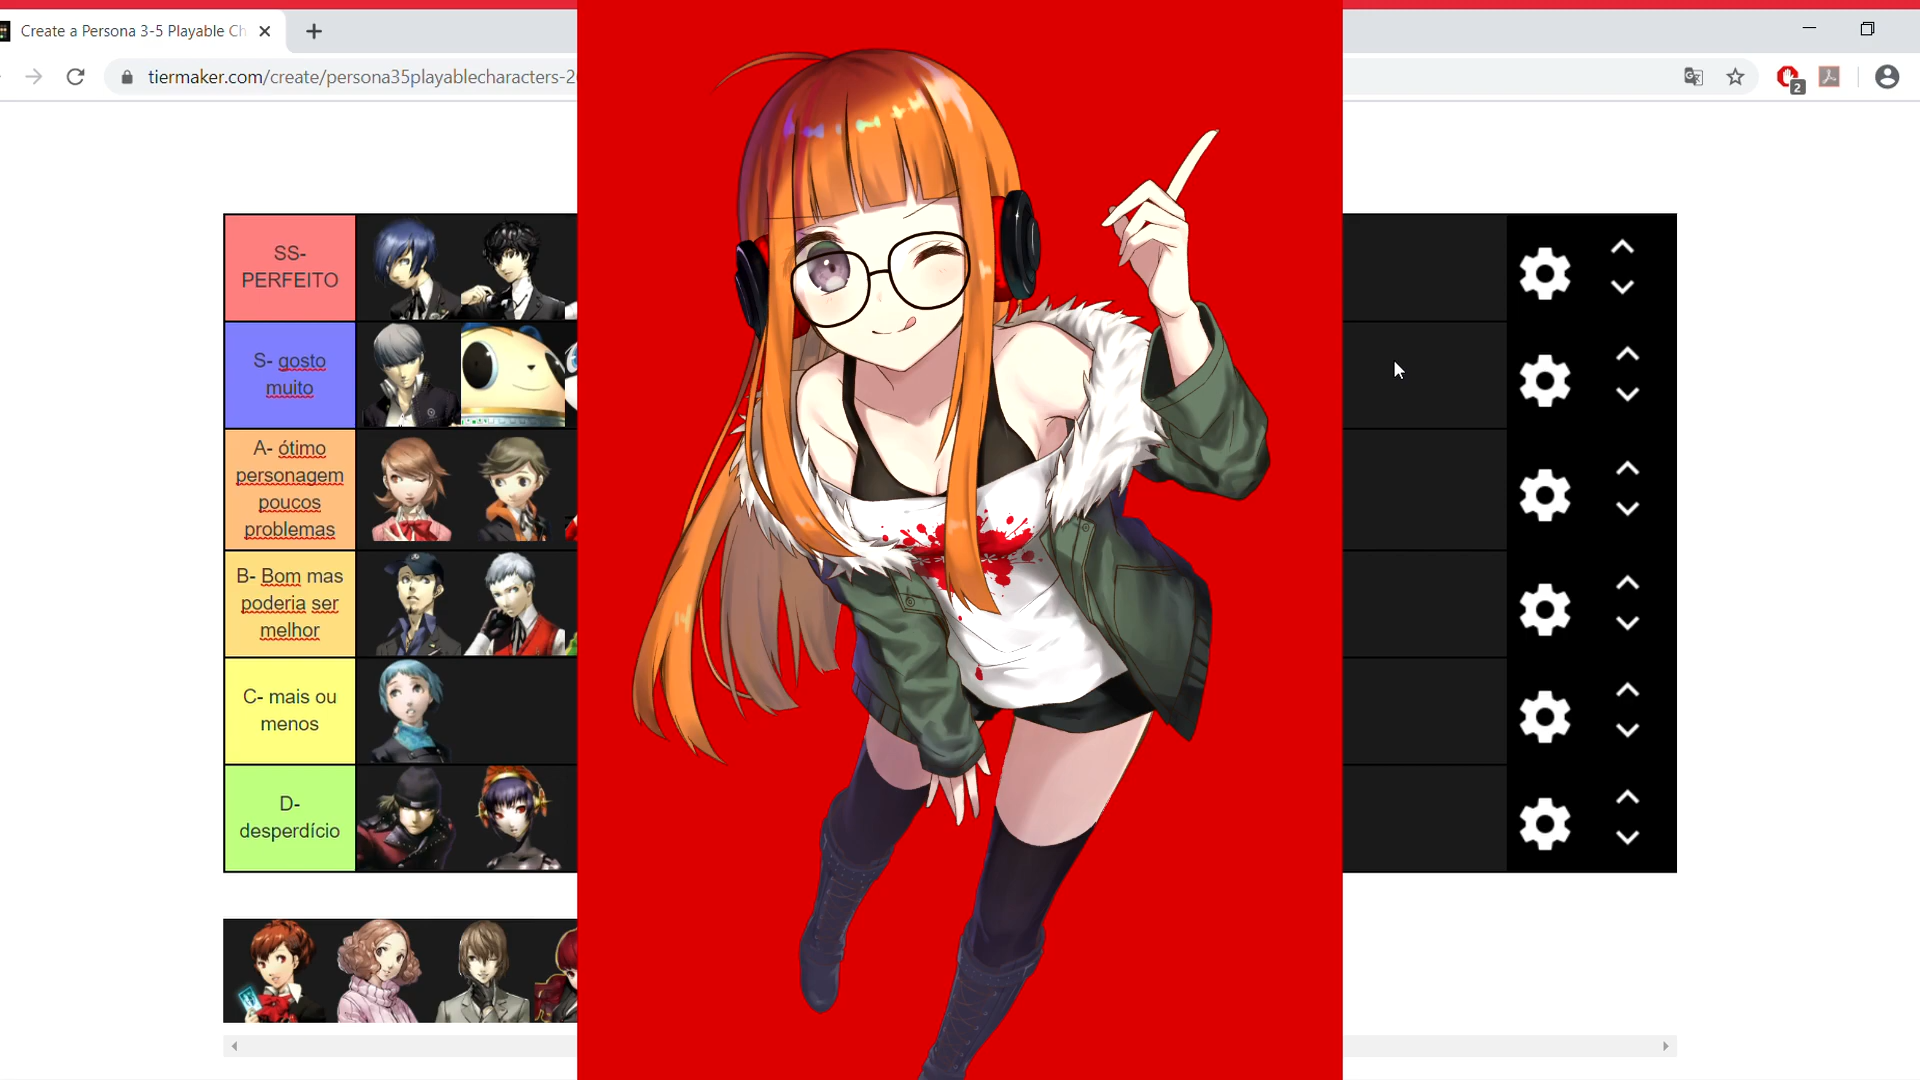 Create a Persona 3-5 Playable Ch
tiermaker.com/create/persona35playablecharacters-20
2
SS-
PERFEITO
S- gosto
muito
A- ótimo
personagem
poucos
problemas
B- Bom mas
poderia ser
melhor
C- mais ou
menos
D-
desperdício